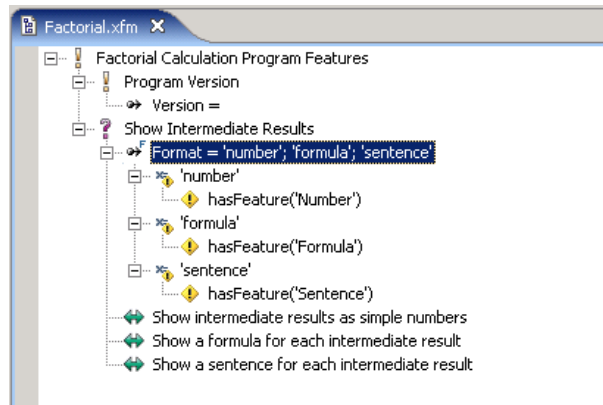 Factorial.xfm
Factorial Calculation Program Features
Program Version
Version =
Show Intermediate Results
F
Format = 'number'; 'formula'; 'sentence'
'number'
hasFeature('Number')
'formula'
hasFeature('Formula')
'sentence'
hasFeature('Sentence')
Show intermediate results as simple numbers
Show a formula for each intermediate result
Show a sentence for each intermediate result